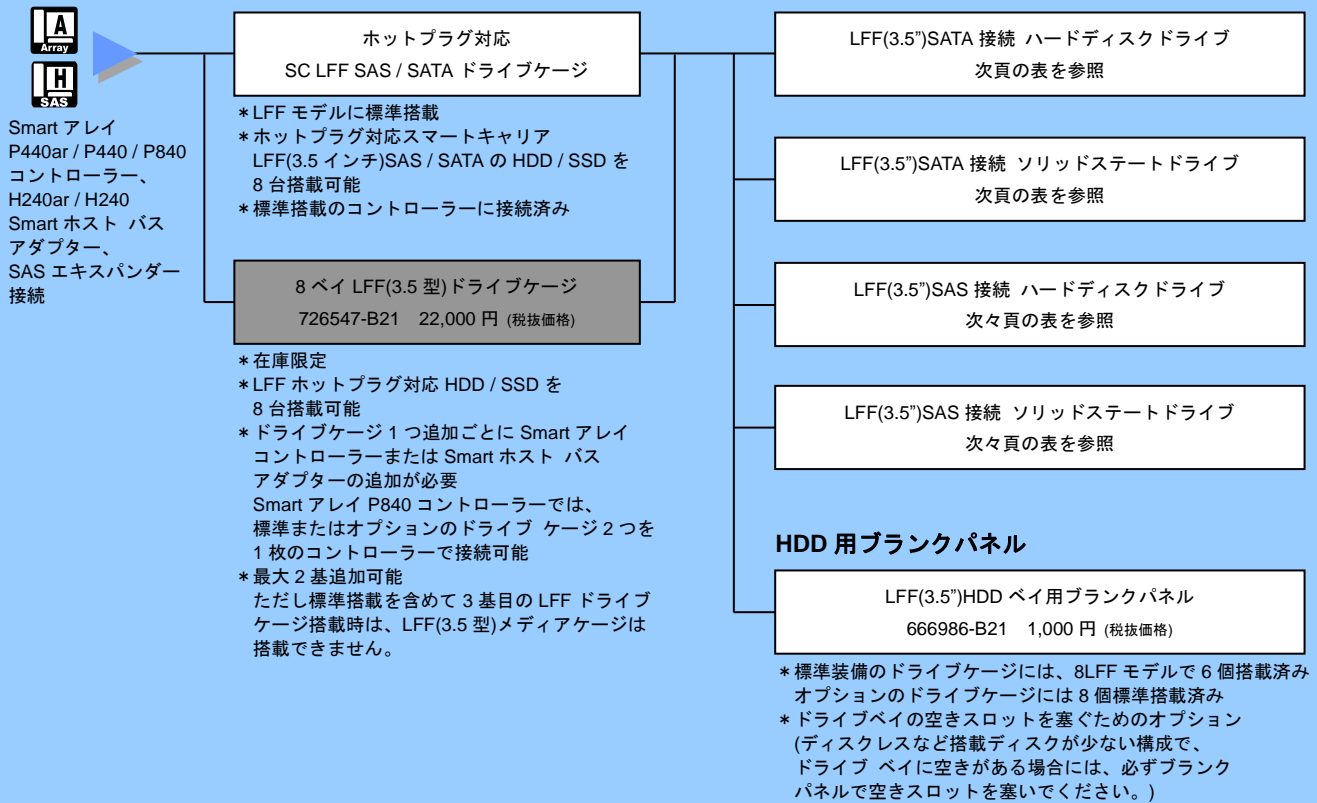 A
Array
H
SAS
Smart アレイ
P440ar / P440 / P840
コントローラー、
H240ar / H240
Smart ホスト バス
アダプター、
SAS エキスパンダー
接続
ホットプラグ対応
SC LFF SAS / SATA ドライブケージ
*LFF モデルに標準搭載
*ホットプラグ対応スマートキャリア
LFF(3.5 インチ)SAS / SATA の HDD / SSD を
8 台搭載可能
*標準搭載のコントローラーに接続済み
8 ベイ LFF(3.5 型)ドライブケージ
726547-B21 22,000 円 (税抜価格)
*在庫限定
*LFF ホットプラグ対応 HDD / SSD を
8 台搭載可能
*ドライブケージ 1 つ追加ごとに Smart アレイ
コントローラーまたは Smart ホスト バス
アダプターの追加が必要
Smart アレイ P840 コントローラーでは、
標準またはオプションのドライブ ケージ 2 つを
1 枚のコントローラーで接続可能
*最大 2 基追加可能
ただし標準搭載を含めて 3 基目の LFF ドライブ
ケージ搭載時は、LFF(3.5 型)メディアケージは
搭載できません。
LFF(3.5”)SATA 接続 ハードディスクドライブ
次頁の表を参照
LFF(3.5”)SATA 接続 ソリッドステートドライブ
次頁の表を参照
LFF(3.5”)SAS 接続 ハードディスクドライブ
次々頁の表を参照
LFF(3.5”)SAS 接続 ソリッドステートドライブ
次々頁の表を参照
HDD 用ブランクパネル
LFF(3.5”)HDD ベイ用ブランクパネル
666986-B21 1,000 円 (税抜価格)
*標準装備のドライブケージには、8LFF モデルで 6 個搭載済み
オプションのドライブケージには 8 個標準搭載済み
*ドライブベイの空きスロットを塞ぐためのオプション
(ディスクレスなど搭載ディスクが少ない構成で、
ドライブ ベイに空きがある場合には、必ずブランク
パネルで空きスロットを塞いでください。)